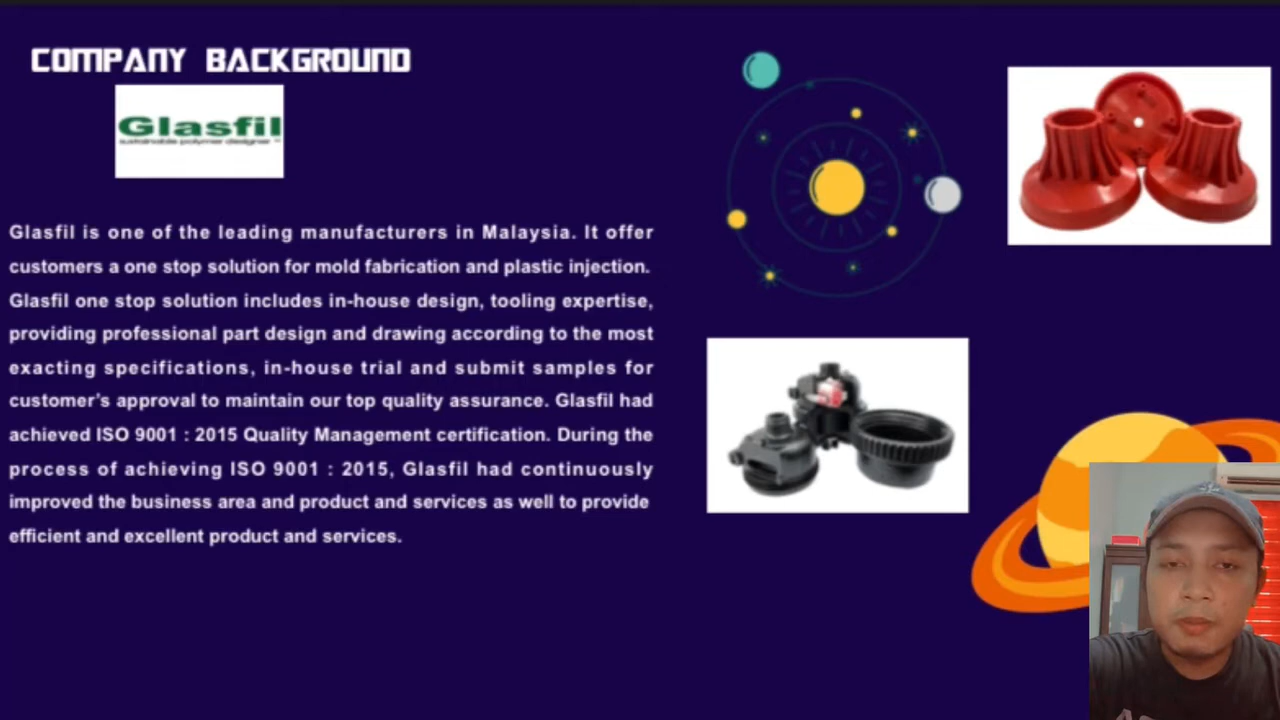 COMPANY BACKGROUND
Glasfil
sustainable polymer designer
Glasfil is one of the leading manufacturers in Malaysia. It offer
customers a one stop solution for mold fabrication and plastic injection.
Glasfil one stop solution includes in-house design, tooling expertise,
providing professional part design and drawing according to the most
exacting specifications, in-house trial and submit samples for
customer's approval to maintain our top quality assurance. Glasfil had
achieved ISO 9001 : 2015 Quality Management certification. During the
process of achieving ISO 9001 : 2015, Glasfil had continuously
improved the business area and product and services as well to provide
efficient and excellent product and services.